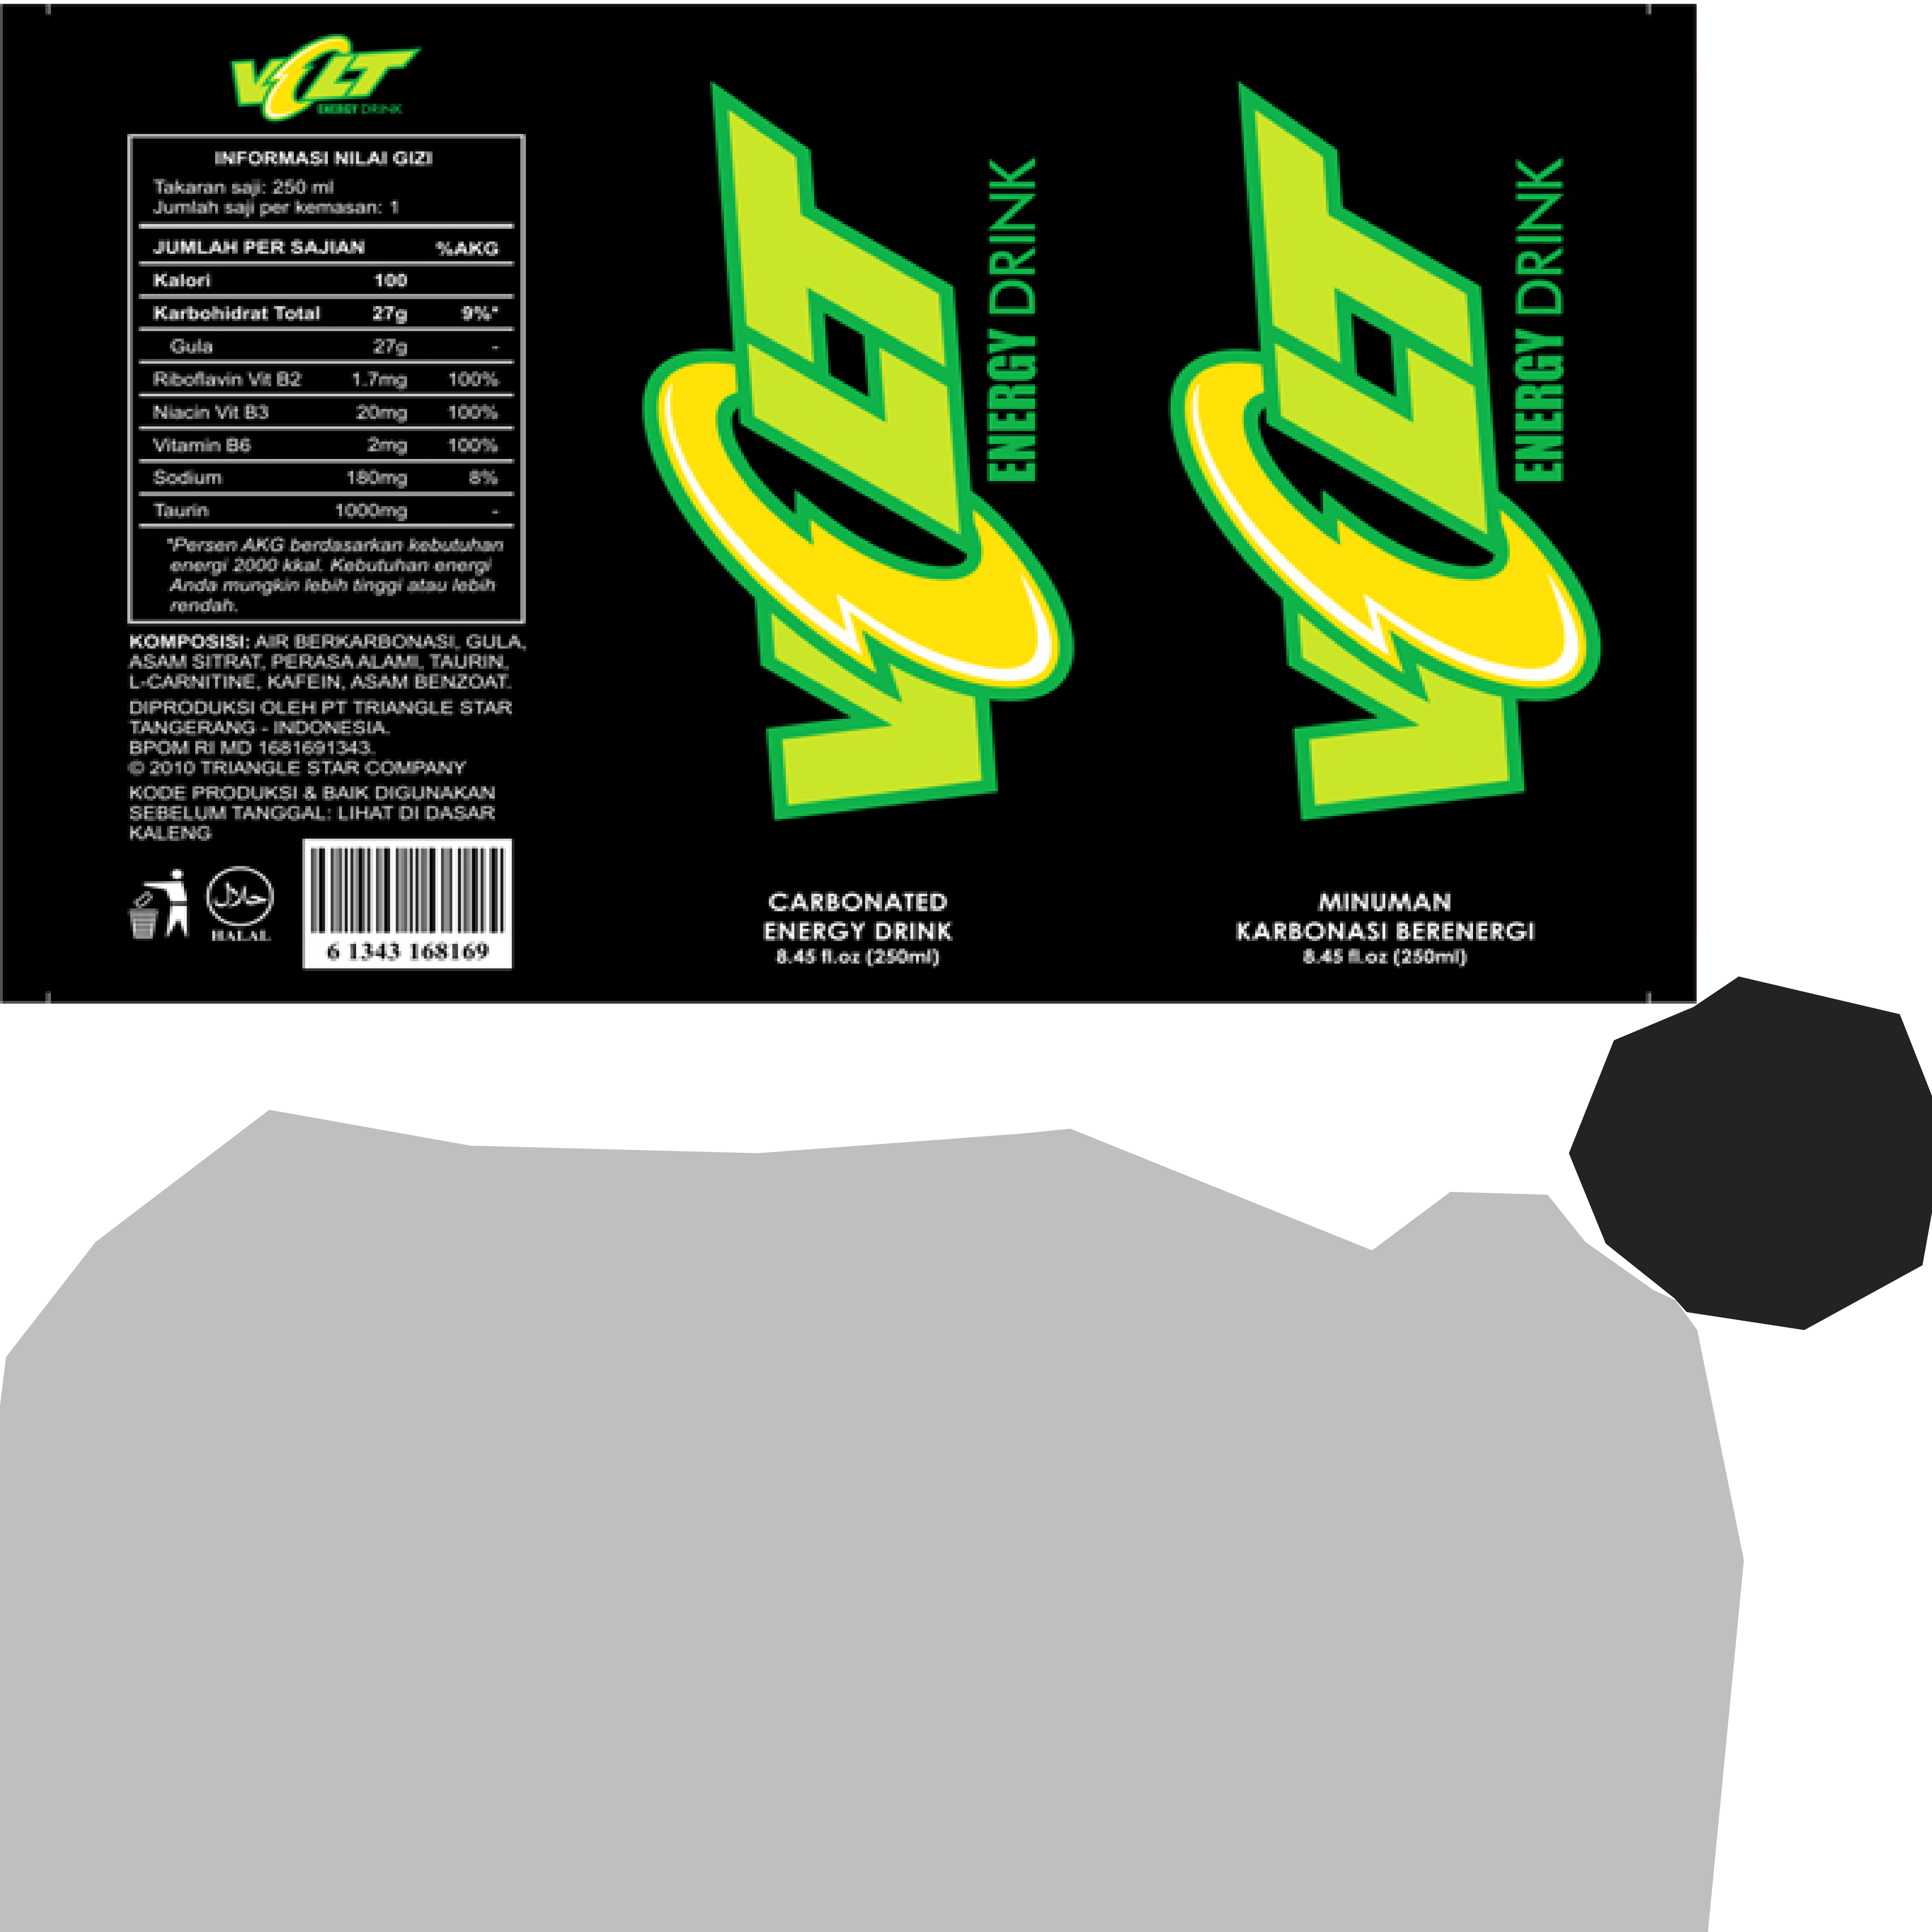 VOLT
ENERGY DRINK
INFORMASI NILAI GIZI
Takaran saji: 250 ml
Jumlah saji per kemasan: 1
JUMLAH PER SAJIAN %AKG
Kalori 100
Karbohidrat Total 27g 9%*
Gula 27g -
Riboflavin Vit B2 1.7mg 100%
Niacin Vit B3 20mg 100%
Vitamin B6 2mg 100%
Sodium 180mg 8%
Taurin 1000mg -
*Persen AKG berdasarkan kebutuhan
energi 2000 kkal. Kebutuhan energi
Anda mungkin lebih tinggi atau lebih
rendah.
KOMPOSISI: AIR BERKARBONASI, GULA,
ASAM SITRAT, PERASA ALAMI, TAURIN,
L-CARNITINE, KAFEIN, ASAM BENZOAT.
DIPRODUKSI OLEH PT TRIANGLE STAR
TANGERANG - INDONESIA.
BPOM RI MD 1681691343.
© 2010 TRIANGLE STAR COMPANY
KODE PRODUKSI & BAIK DIGUNAKAN
SEBELUM TANGGAL: LIHAT DI DASAR
KALENG
حلال
HALAL
6 1343 168169
VOLT
ENERGY DRINK
CARBONATED
ENERGY DRINK
8.45 fl.oz (250ml)
VOLT
ENERGY DRINK
MINUMAN
KARBONASI BERENERGI
8.45 fl.oz (250ml)